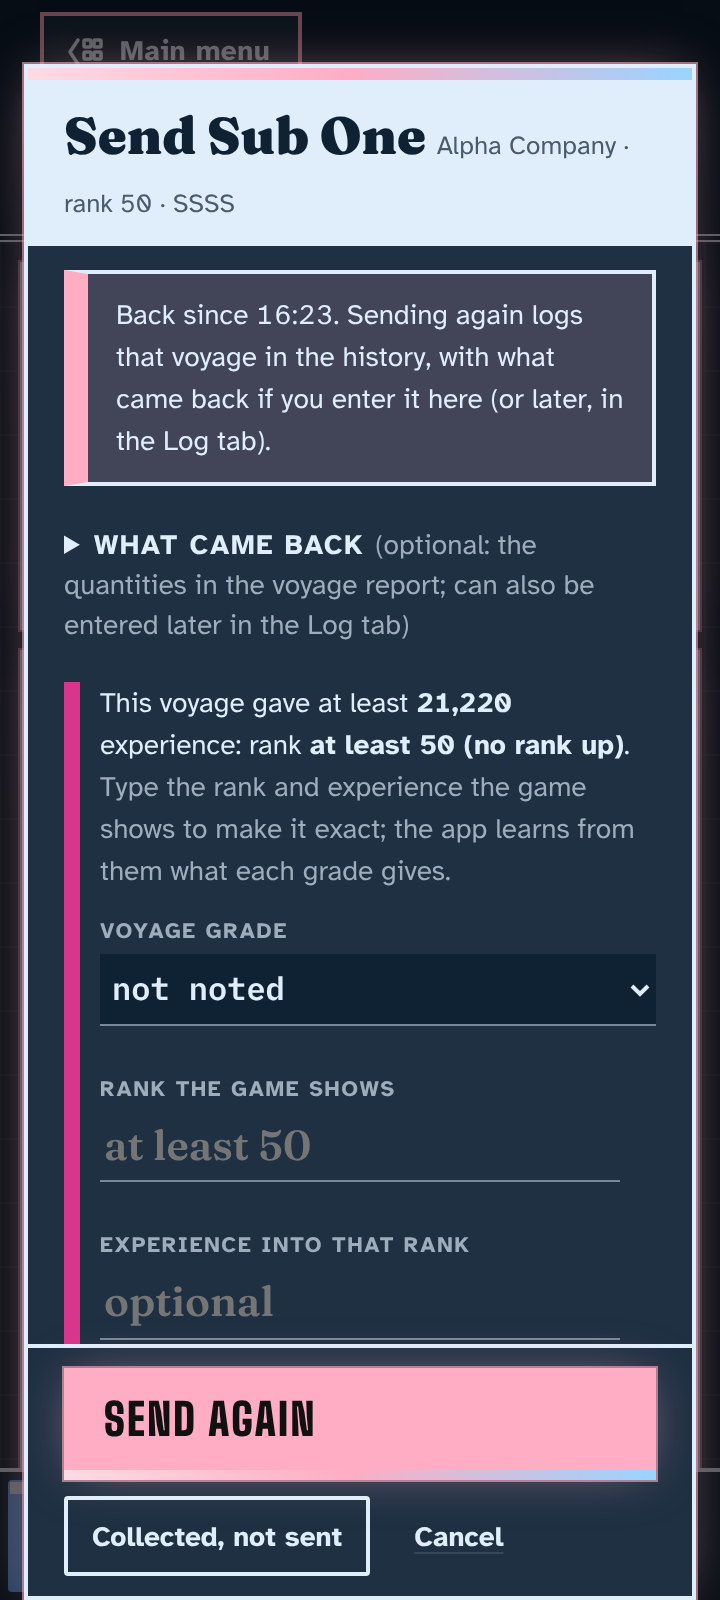 Main menu
Send Sub One Alpha Company ·
rank 50 · SSSS
Back since 16:23. Sending again logs
that voyage in the history, with what
came back if you enter it here (or later, in
the Log tab).
WHAT CAME BACK (optional: the
quantities in the voyage report; can also be
entered later in the Log tab)
This voyage gave at least 21,220
experience: rank at least 50 (no rank up).
Type the rank and experience the game
shows to make it exact; the app learns from
them what each grade gives.
VOYAGE GRADE
not noted
RANK THE GAME SHOWS
at least 50
EXPERIENCE INTO THAT RANK
optional
SEND AGAIN
Collected, not sent
Cancel